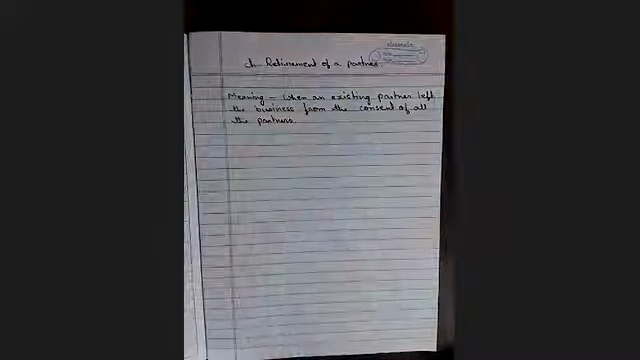 ch Retirement of a partner.
Meaning - When an existing partner left
the business from the consent of all
the partners.